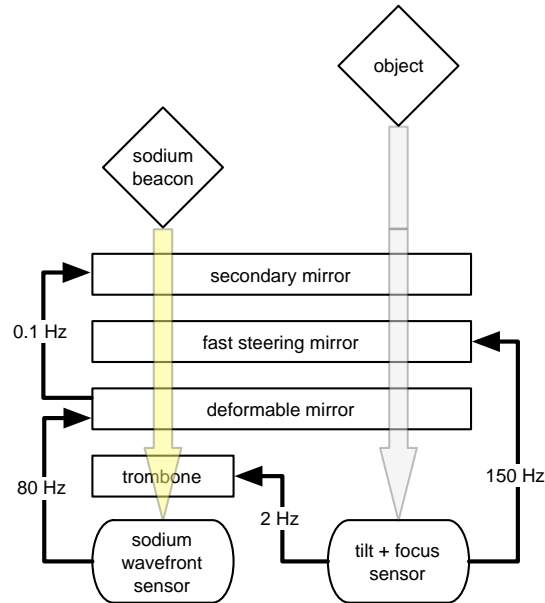 object
sodium
beacon
secondary mirror
0.1 Hz
fast steering mirror
deformable mirror
80 Hz
trombone
2 Hz
150 Hz
sodium
wavefront
sensor
tilt + focus
sensor